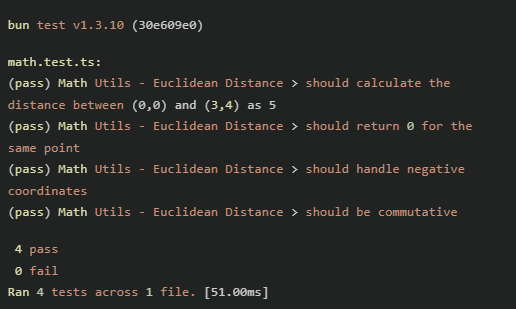 bun test v1.3.10 (30e609e0)
math.test.ts:
(pass) Math Utils - Euclidean Distance > should calculate the
distance between (0,0) and (3,4) as 5
(pass) Math Utils - Euclidean Distance > should return 0 for the
same point
(pass) Math Utils - Euclidean Distance > should handle negative
coordinates
(pass) Math Utils - Euclidean Distance > should be commutative
4 pass
0 fail
Ran 4 tests across 1 file. [51.00ms]